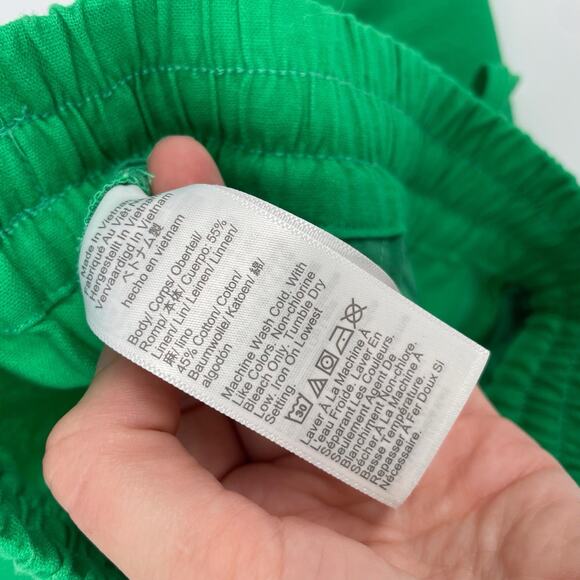 Made In Vietnam
Fabriqué Au Viêt Nam
Hergestellt In Vietnam
Vervaardigd In Vietnam
ベトナム製
hecho en vietnam
Body/ Corps/ Oberteil/
Romp/ 本体/ Cuerpo: 55%
Linen/ Lin/ Leinen/ Linnen/
麻/ lino
45% Cotton/ Coton/
Baumwolle/ Katoen/ 綿/
algodón
Machine Wash Cold, With
Like Colors. Non-chlorine
Bleach Only. Tumble Dry
Low. Iron On Lowest
Setting.
30
Laver À La Machine À
L'eau Froide. Laver En
Séparant Les Couleurs.
Seulement Agent De
Blanchiment Nonchlore.
Sécher À La Machine À
Basse Température.
Repasser À Fer Doux Si
Nécessaire.